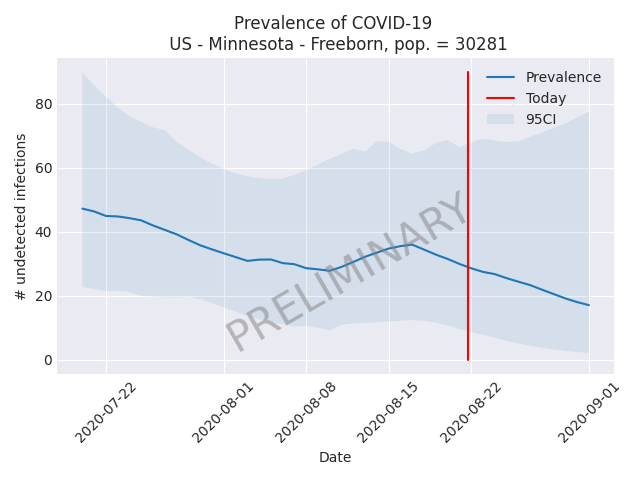 Prevalence of COVID-19
US - Minnesota - Freeborn, pop. = 30281
Prevalence
Today
95CI
# undetected infections
80
60
40
20
0
PRELIMINARY
2020-07-22
2020-08-01
2020-08-08
2020-08-15
2020-08-22
2020-09-01
Date